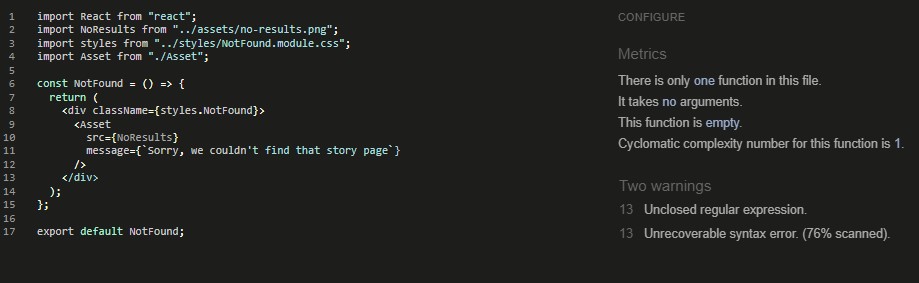 1 import React from "react";
2 import NoResults from "../assets/no-results.png";
3 import styles from "../styles/NotFound.module.css";
4 import Asset from "./Asset";
5
6 const NotFound = () => {
7 return (
8 <div className={styles.NotFound}>
9 <Asset
10 src={NoResults}
11 message={`Sorry, we couldn't find that story page`}
12 />
13 </div>
14 );
15 };
16
17 export default NotFound;
CONFIGURE
Metrics
There is only one function in this file.
It takes no arguments.
This function is empty.
Cyclomatic complexity number for this function is 1.
Two warnings
13 Unclosed regular expression.
13 Unrecoverable syntax error. (76% scanned).